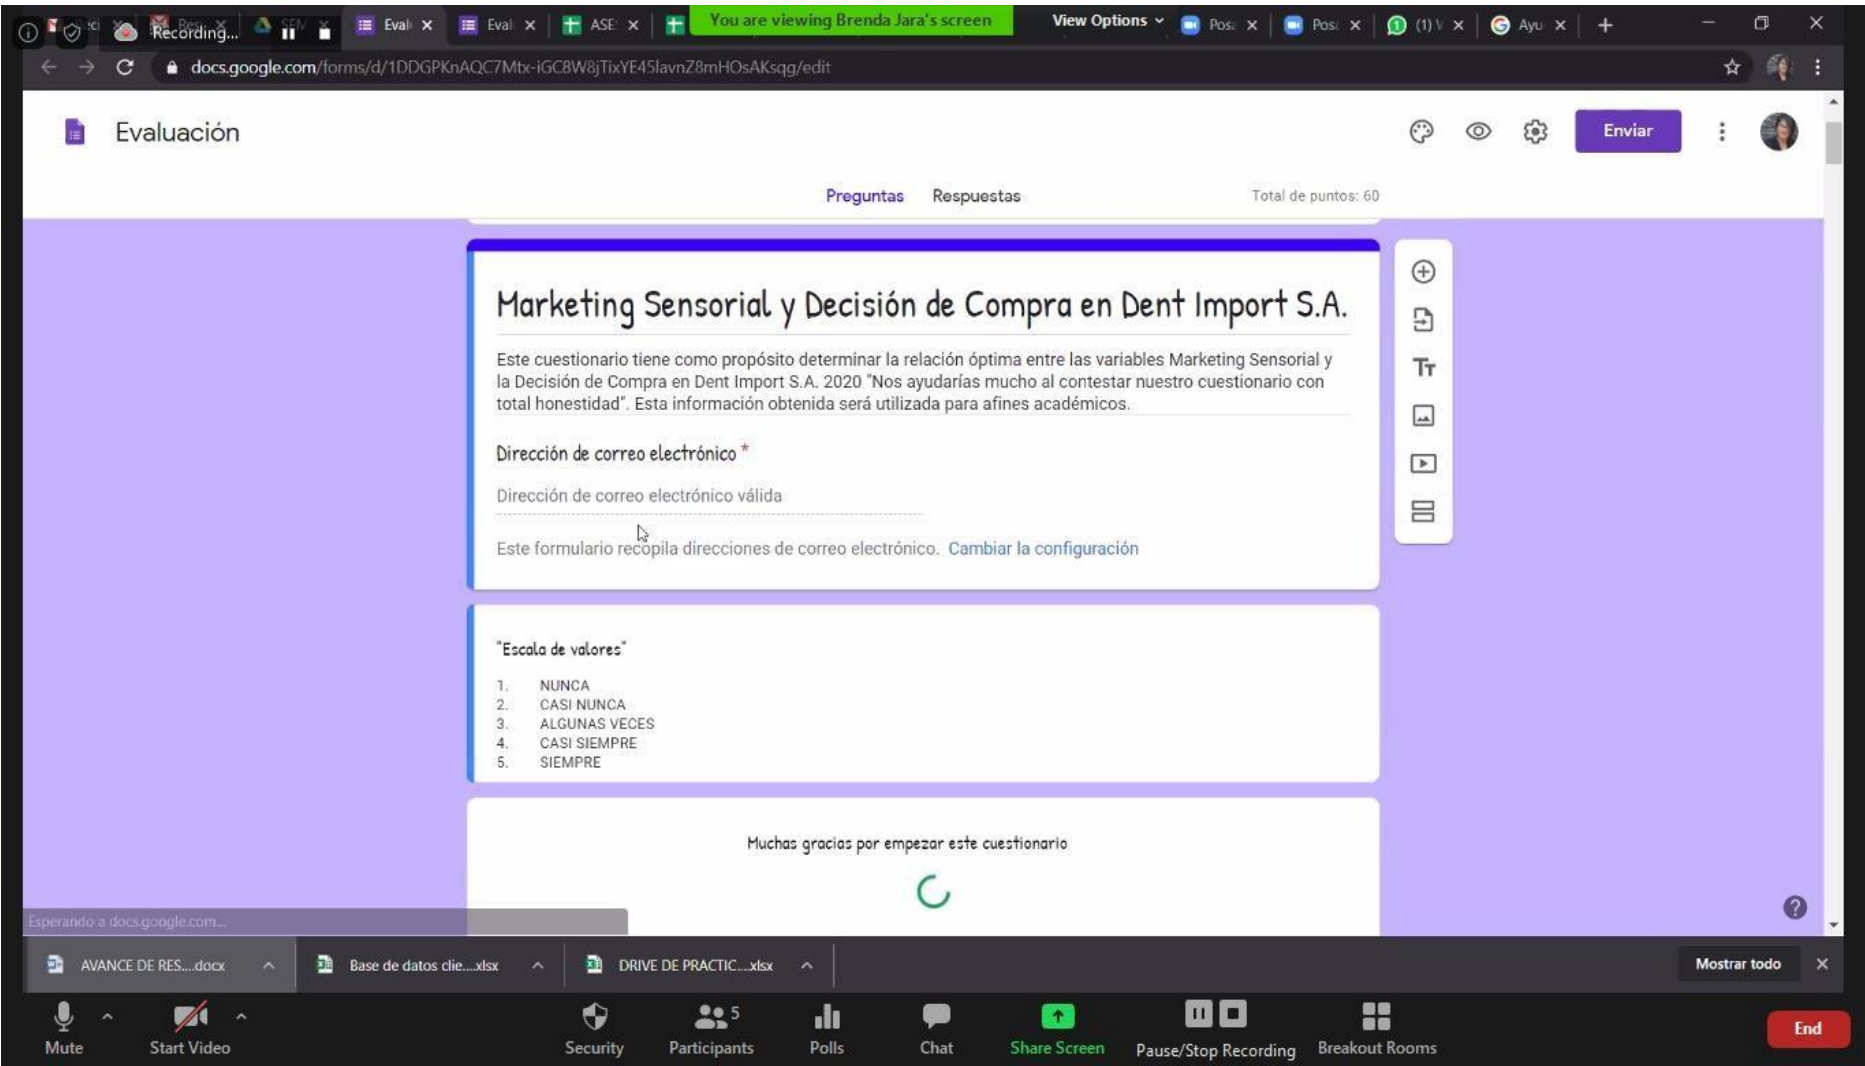 Recording...
Eval
Eval
ASE
You are viewing Brenda Jara's screen
View Options
Posa
Posi
(1) V
Ayu
docs.google.com/forms/d/1DDGPKnAQC7Mtx-iGC8W8jTixYE45lavnZ8mHOsAKsqg/edit
Evaluación
Enviar
Preguntas
Respuestas
Total de puntos: 60
Marketing Sensorial y Decisión de Compra en Dent Import S.A.
Este cuestionario tiene como propósito determinar la relación óptima entre las variables Marketing Sensorial y
la Decisión de Compra en Dent Import S.A. 2020 "Nos ayudarías mucho al contestar nuestro cuestionario con
total honestidad". Esta información obtenida será utilizada para afines académicos.
Dirección de correo electrónico *
Dirección de correo electrónico válida
Este formulario recopila direcciones de correo electrónico. Cambiar la configuración
"Escala de valores"
1. NUNCA
2. CASI NUNCA
3. ALGUNAS VECES
4. CASI SIEMPRE
5. SIEMPRE
Muchas gracias por empezar este cuestionario
Esperando a docs.google.com...
AVANCE DE RES....docx
Base de datos clie....xlsx
DRIVE DE PRACTIC....xlsx
Mostrar todo
Mute
Start Video
Security
5
Participants
Polls
Chat
Share Screen
Pause/Stop Recording
Breakout Rooms
End